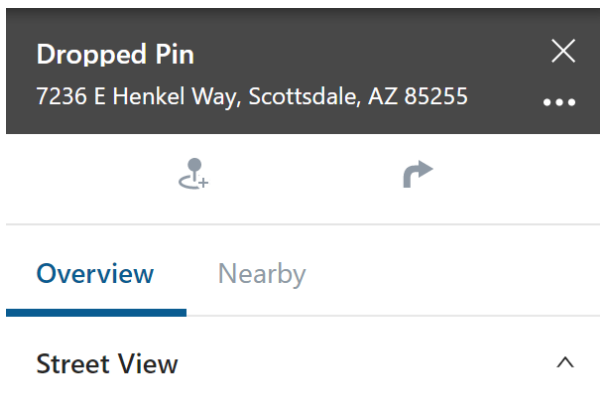 Dropped Pin
7236 E Henkel Way, Scottsdale, AZ 85255
Overview Nearby
Street View